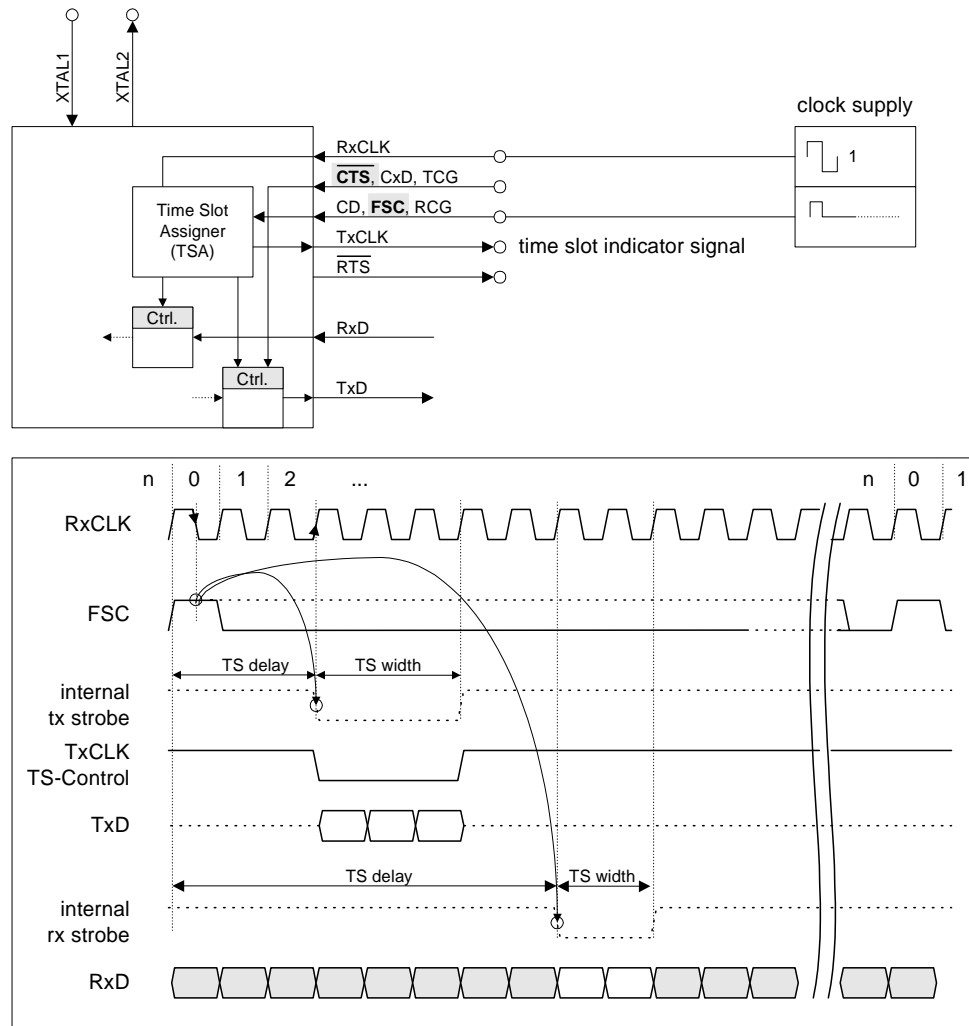 XTAL1
XTAL2
clock supply
RxCLK
1
CTS, CxD, TCG
CD, FSC, RCG
Time Slot
Assigner
(TSA)
TxCLK
time slot indicator signal
RTS
Ctrl.
RxD
Ctrl.
TxD
n 0 1 2 ... n 0 1
RxCLK
FSC
TS delay TS width
internal
tx strobe
TxCLK
TS-Control
TxD
TS delay TS width
internal
rx strobe
RxD